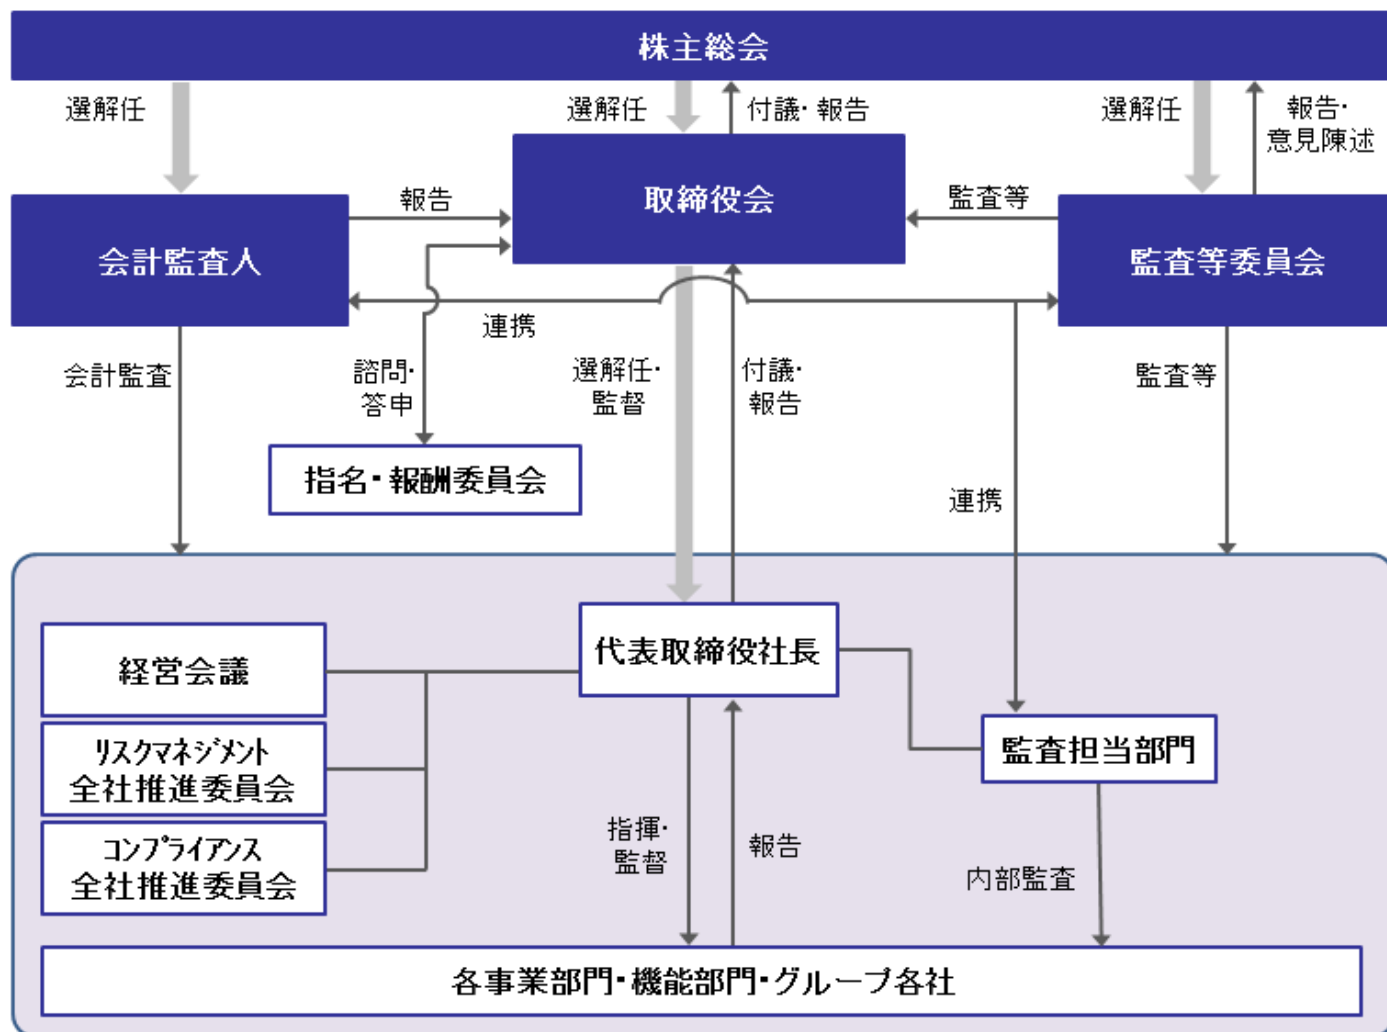 株主総会
選解任
選解任
付議・報告
選解任
報告・
意見陳述
取締役会
報告
監査等
会計監査人
監査等委員会
連携
会計監査
諮問・
答申
選解任・
監督
付議・
報告
監査等
指名・報酬委員会
連携
代表取締役社長
経営会議
リスクマネジメント
全社推進委員会
監査担当部門
コンプライアンス
全社推進委員会
指揮・
監督
報告
内部監査
各事業部門・機能部門・グループ各社